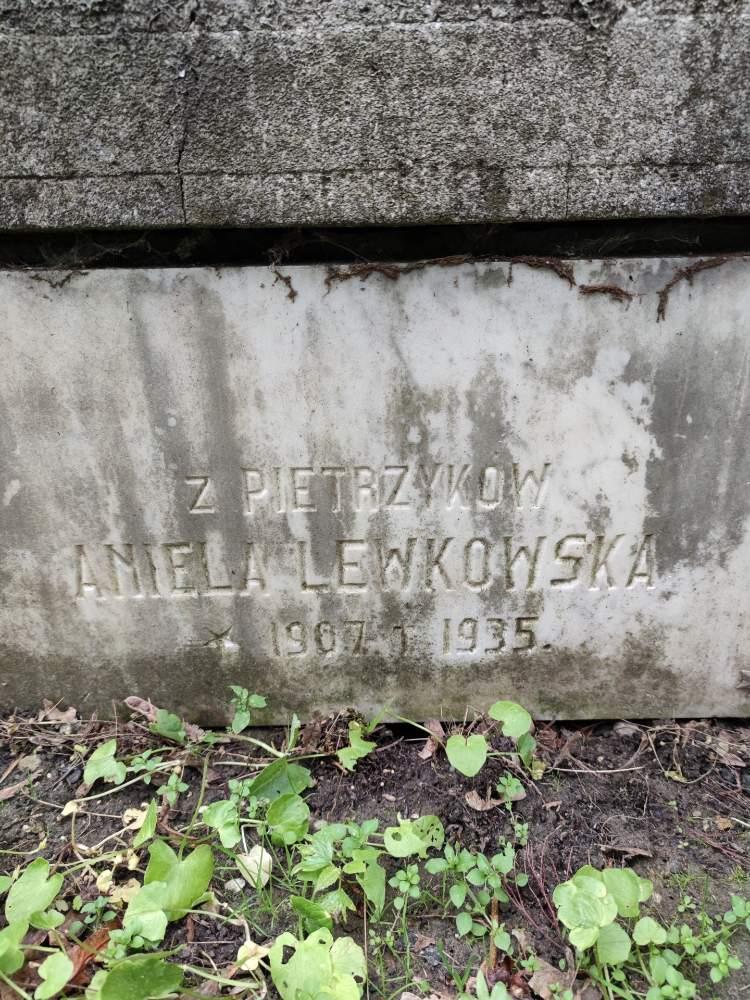 Z PIETRZYKÓW
ANIELA LEWKOWSKA
* 1907 † 1935.